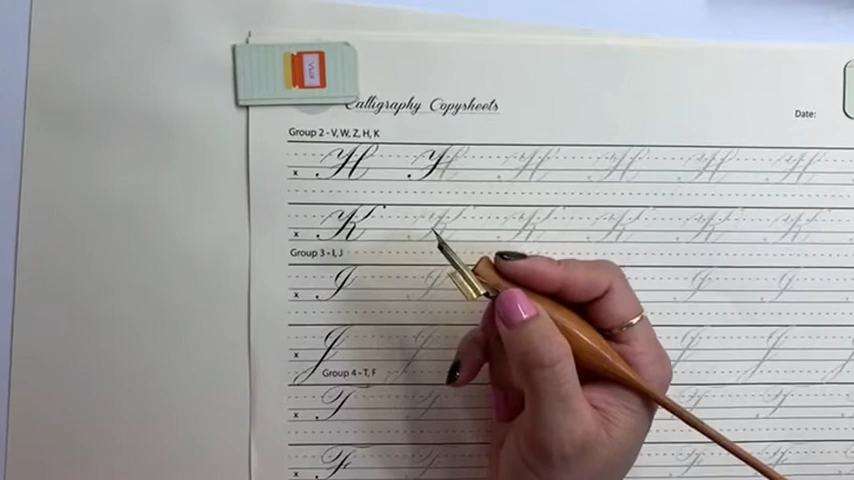 Calligraphy Copysheets
Date:
Group 2 - V, W, Z, H, K
x H H H H H H
x K K K K K K
Group 3 - I, J
x I I I
x J J J J J
Group 4 - T, F
x T T T T
x F F F F